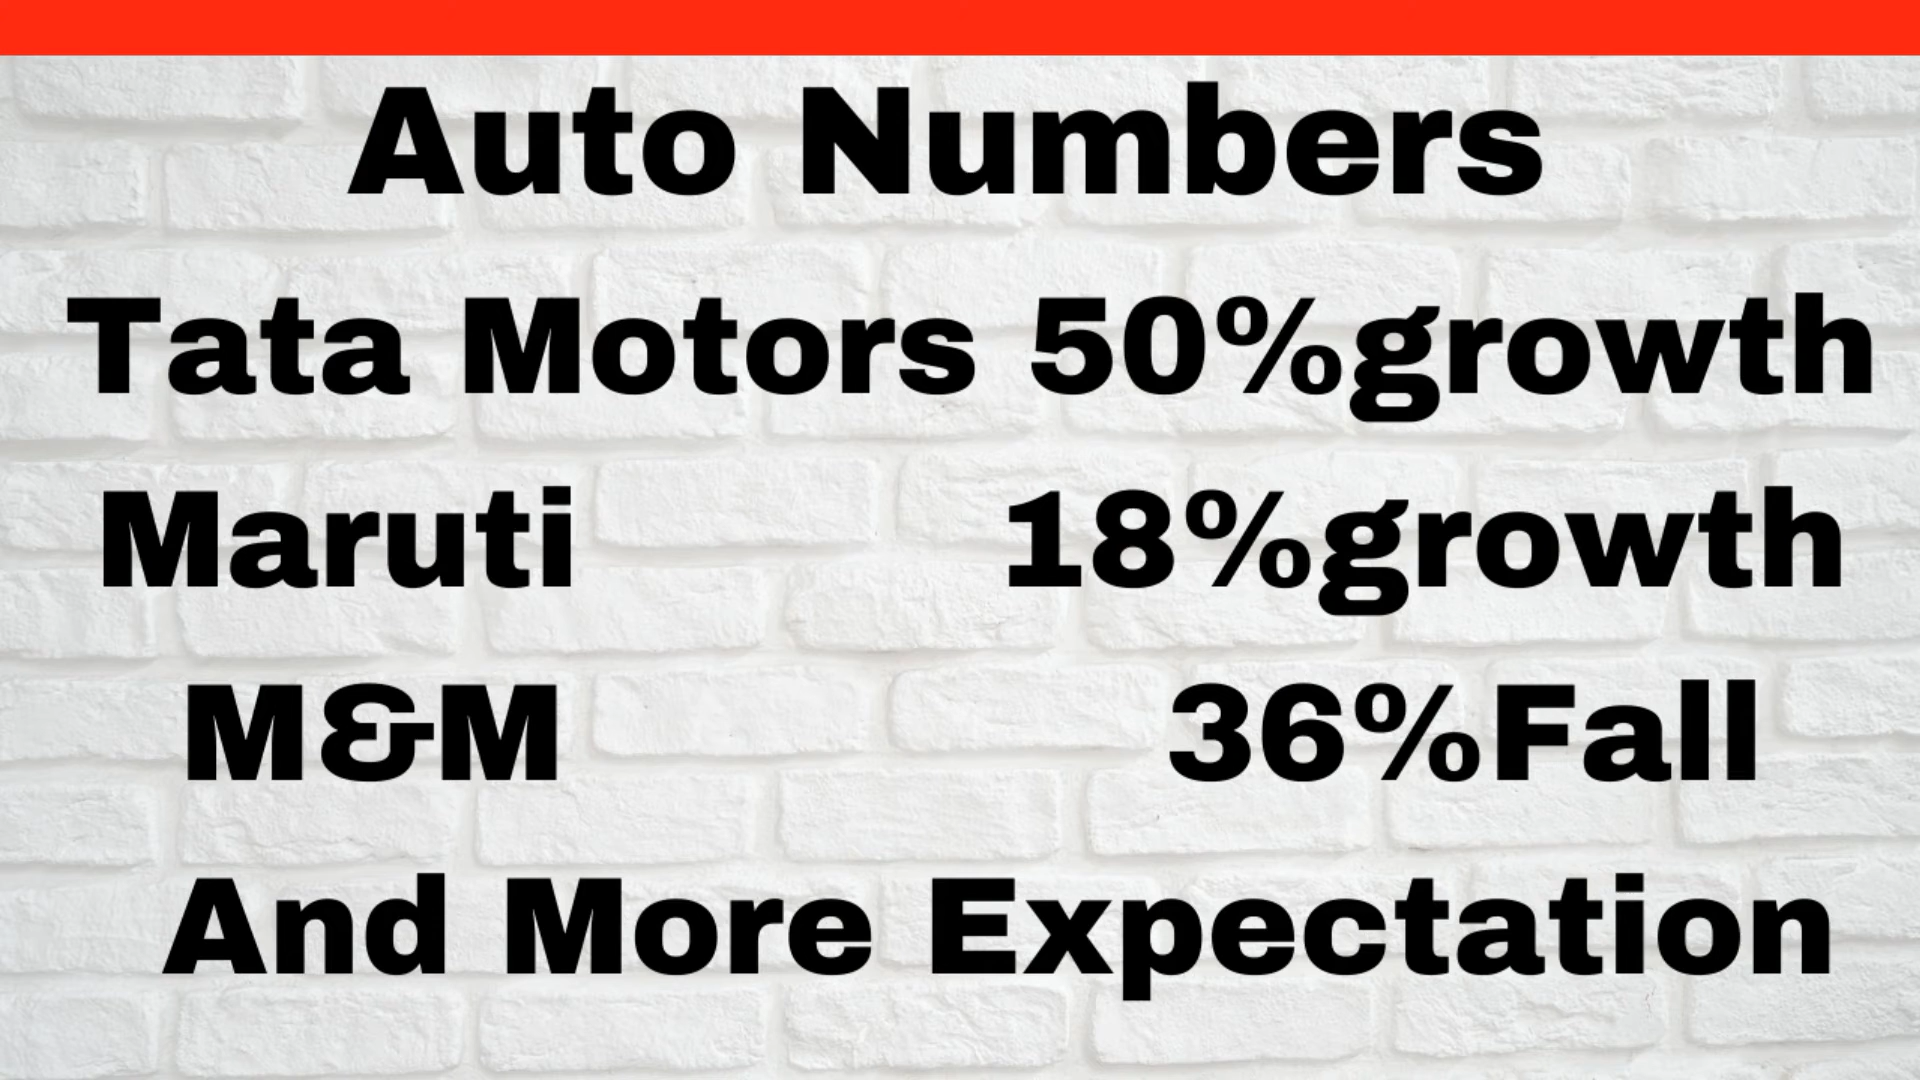 Auto Numbers
Tata Motors 50%growth
Maruti 18%growth
M&M 36%Fall
And More Expectation